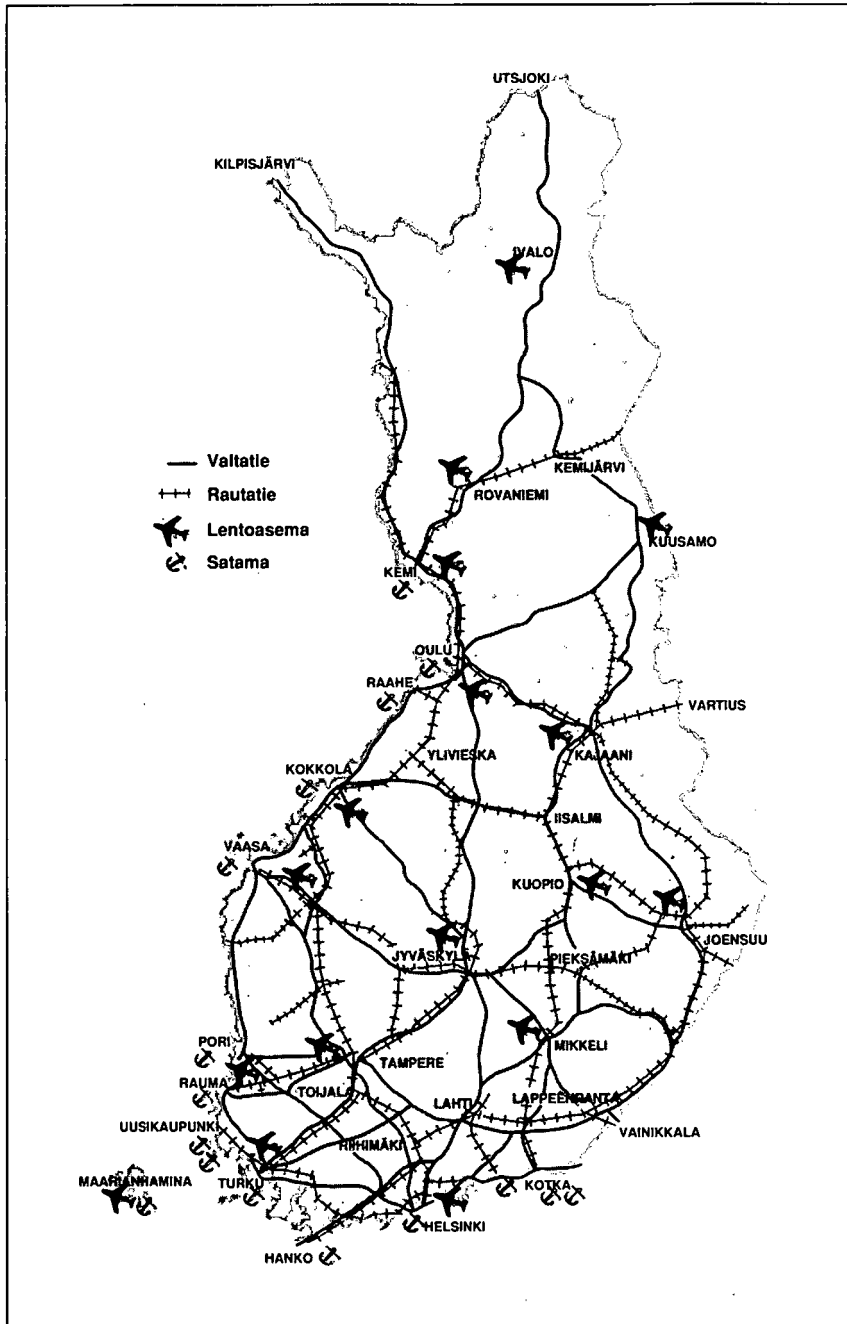 UTSJOKI
KILPISJÄRVI
IVALO
Valtatie
Rautatie
Lentoasema
Satama
KEMIJÄRVI
ROVANIEMI
KUUSAMO
KEMI
OULU
RAAHE
VARTIUS
YLIVIESKA
KAJAANI
KOKKOLA
IISALMI
VAASA
KUOPIO
JOENSUU
JYVÄSKYL
PIEKSÄMÄKI
PORI
MIKKELI
TAMPERE
RAUMA
TOIJALA
LAHTI
LAPPEENRANTA
UUSIKAUPUNKI
RIIHIMÄKI
VAINIKKALA
MAARIANHAMINA
TURKU
KOTKA
HELSINKI
HANKO